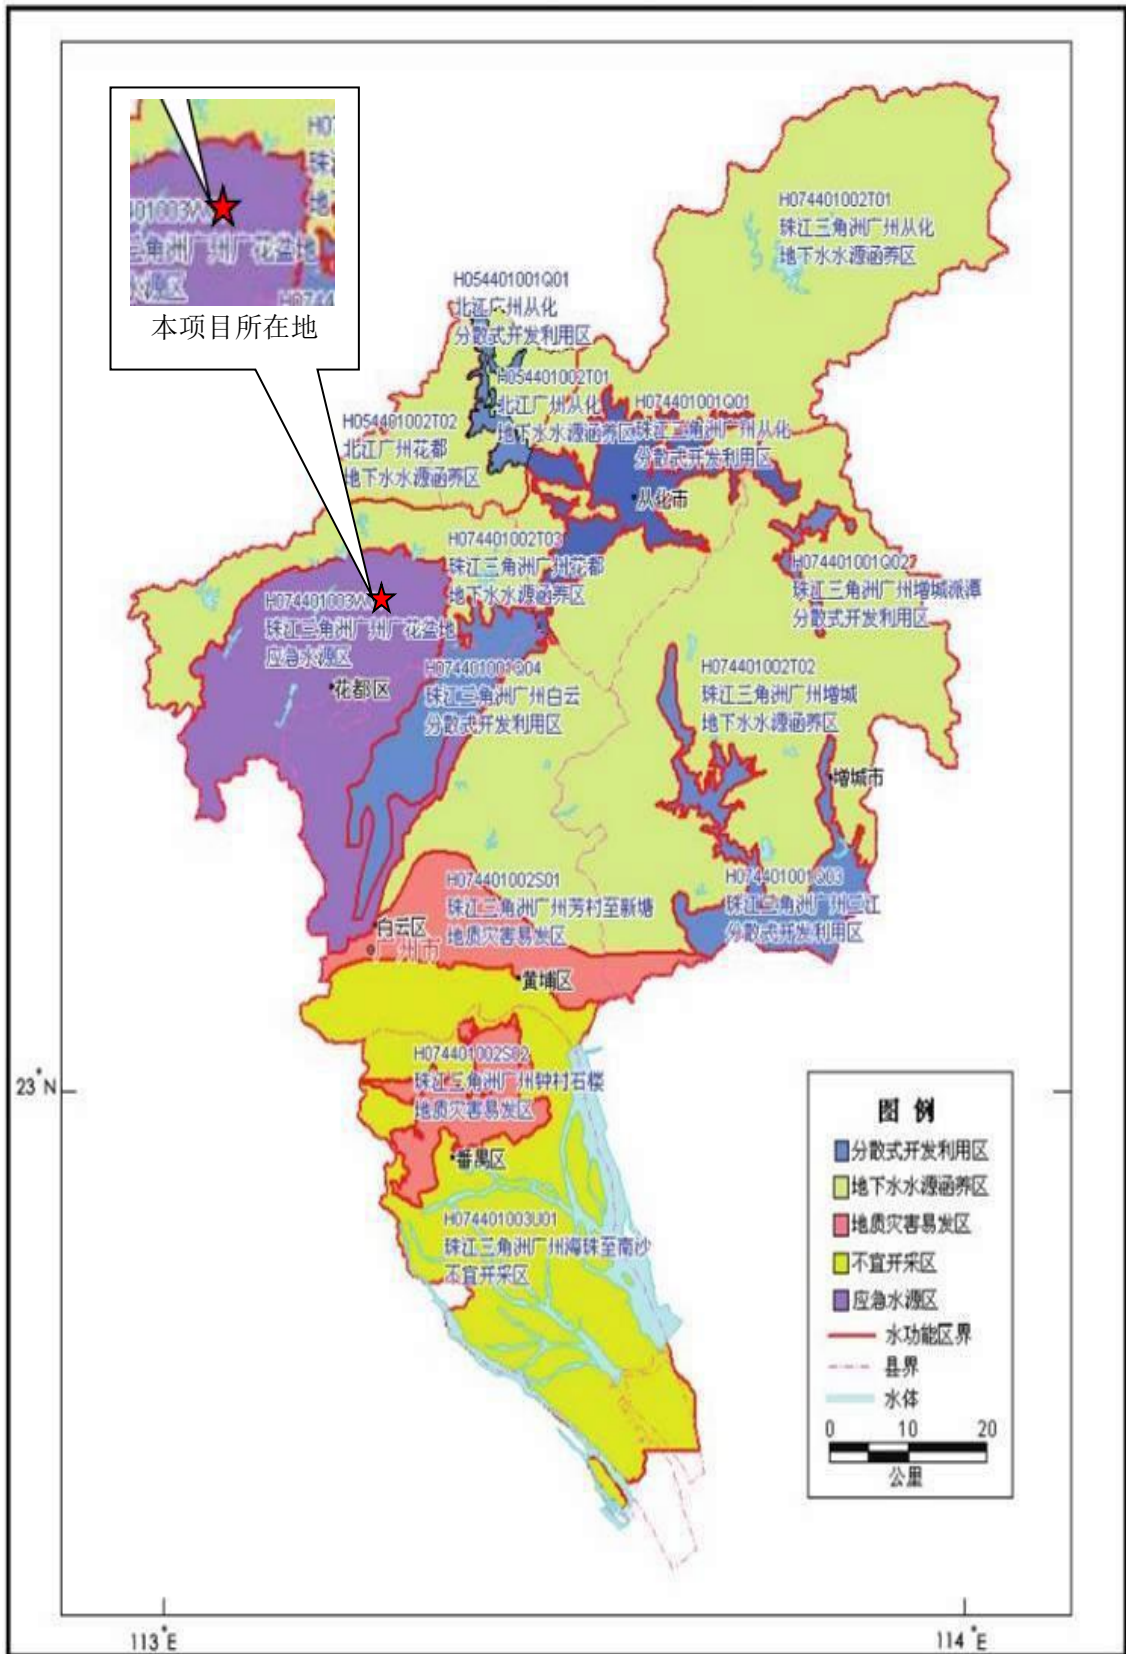 H07
珠江
地
01003W
三角洲广州广花盆地
水源区
H0744
本项目所在地
H074401002T01
珠江三角洲广州从化
地下水水源涵养区
H054401001Q01
北江广州从化
分散式开发利用区
H054401002T01
北江广州从化
地下水水源涵养区
H074401001Q01
珠江三角洲广州从化
分散式开发利用区
H054401002T02
北江广州花都
地下水水源涵养区
从化市
H074401002T03
珠江三角洲广州花都
地下水水源涵养区
H074401001Q02
珠江三角洲广州增城派潭
分散式开发利用区
H074401003W
珠江三角洲广州广花盆地
应急水源区
花都区
H074401001Q04
珠江三角洲广州白云
分散式开发利用区
H074401002T02
珠江三角洲广州增城
地下水水源涵养区
增城市
H074401002S01
珠江三角洲广州芳村至新塘
地质灾害易发区
H074401001Q03
珠江三角洲广州三江
分散式开发利用区
白云区
广州市
黄埔区
H074401002S02
珠江三角洲广州钟村石楼
地质灾害易发区
番禺区
H074401003U01
珠江三角洲广州海珠至南沙
不宜开采区
23°N
图 例
分散式开发利用区
地下水水源涵养区
地质灾害易发区
不宜开采区
应急水源区
水功能区界
县界
水体
0 10 20
公里
113°E
114°E